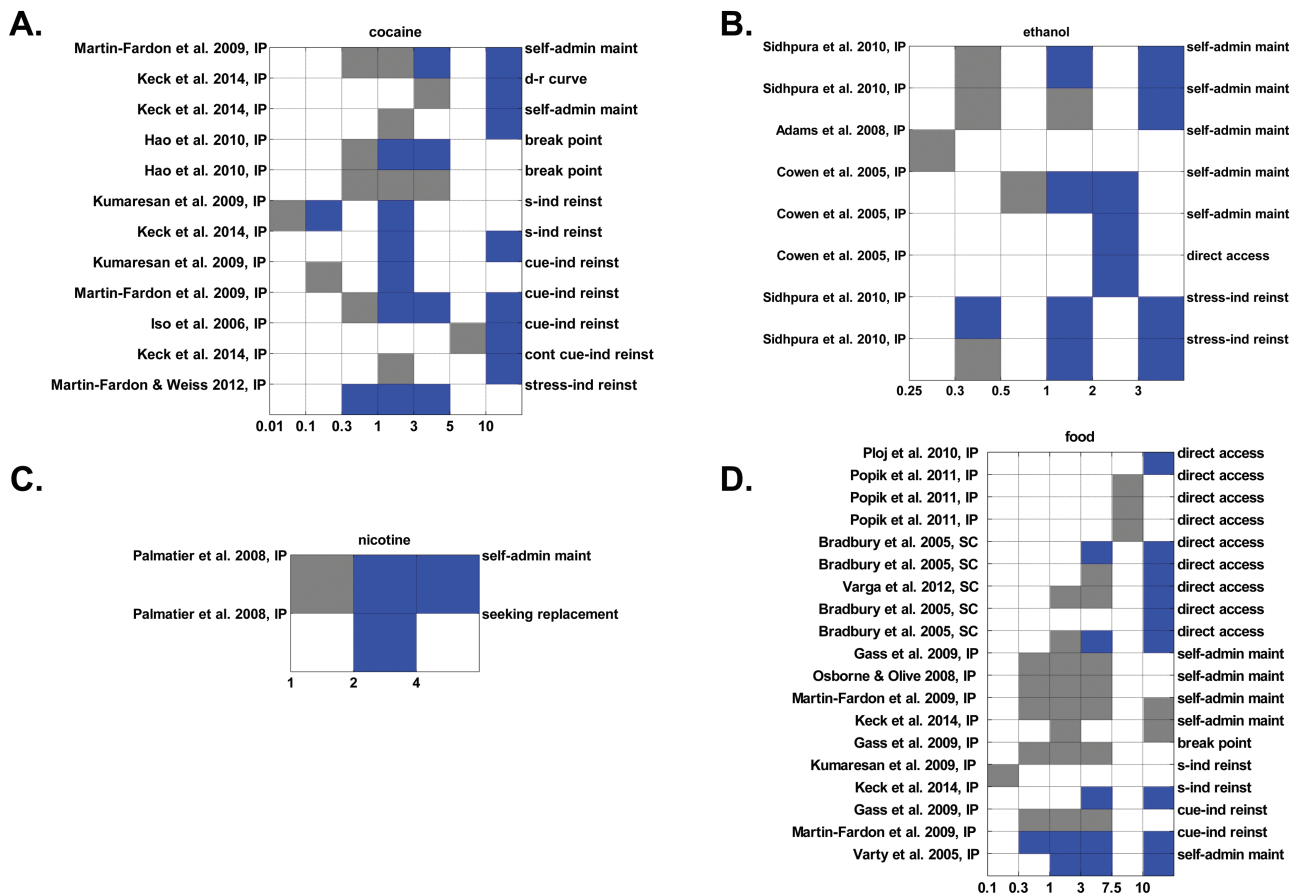 A.
cocaine
Martin-Fardon et al. 2009, IP self-admin maint
Keck et al. 2014, IP d-r curve
Keck et al. 2014, IP self-admin maint
Hao et al. 2010, IP break point
Hao et al. 2010, IP break point
Kumaresan et al. 2009, IP s-ind reinst
Keck et al. 2014, IP s-ind reinst
Kumaresan et al. 2009, IP cue-ind reinst
Martin-Fardon et al. 2009, IP cue-ind reinst
Iso et al. 2006, IP cue-ind reinst
Keck et al. 2014, IP cont cue-ind reinst
Martin-Fardon & Weiss 2012, IP stress-ind reinst
0.01 0.1 0.3 1 3 5 10
B.
ethanol
Sidhpura et al. 2010, IP self-admin maint
Sidhpura et al. 2010, IP self-admin maint
Adams et al. 2008, IP self-admin maint
Cowen et al. 2005, IP self-admin maint
Cowen et al. 2005, IP self-admin maint
Cowen et al. 2005, IP direct access
Sidhpura et al. 2010, IP stress-ind reinst
Sidhpura et al. 2010, IP stress-ind reinst
0.25 0.3 0.5 1 2 3
C.
nicotine
Palmatier et al. 2008, IP self-admin maint
Palmatier et al. 2008, IP seeking replacement
1 2 4
D.
food
Ploj et al. 2010, IP direct access
Popik et al. 2011, IP direct access
Popik et al. 2011, IP direct access
Popik et al. 2011, IP direct access
Bradbury et al. 2005, SC direct access
Bradbury et al. 2005, SC direct access
Varga et al. 2012, SC direct access
Bradbury et al. 2005, SC direct access
Bradbury et al. 2005, SC direct access
Gass et al. 2009, IP self-admin maint
Osborne & Olive 2008, IP self-admin maint
Martin-Fardon et al. 2009, IP self-admin maint
Keck et al. 2014, IP self-admin maint
Gass et al. 2009, IP break point
Kumaresan et al. 2009, IP s-ind reinst
Keck et al. 2014, IP s-ind reinst
Gass et al. 2009, IP cue-ind reinst
Martin-Fardon et al. 2009, IP cue-ind reinst
Varty et al. 2005, IP self-admin maint
0.1 0.3 1 3 7.5 10